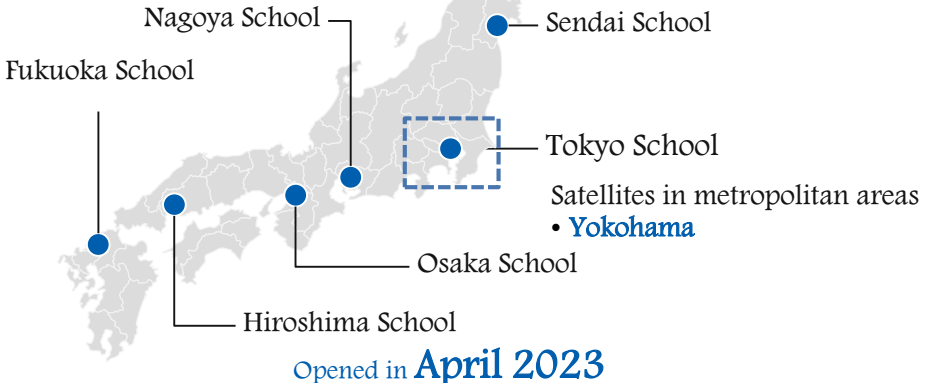 Nagoya School
Sendai School
Fukuoka School
Tokyo School
Satellites in metropolitan areas
• Yokohama
Osaka School
Hiroshima School
Opened in April 2023